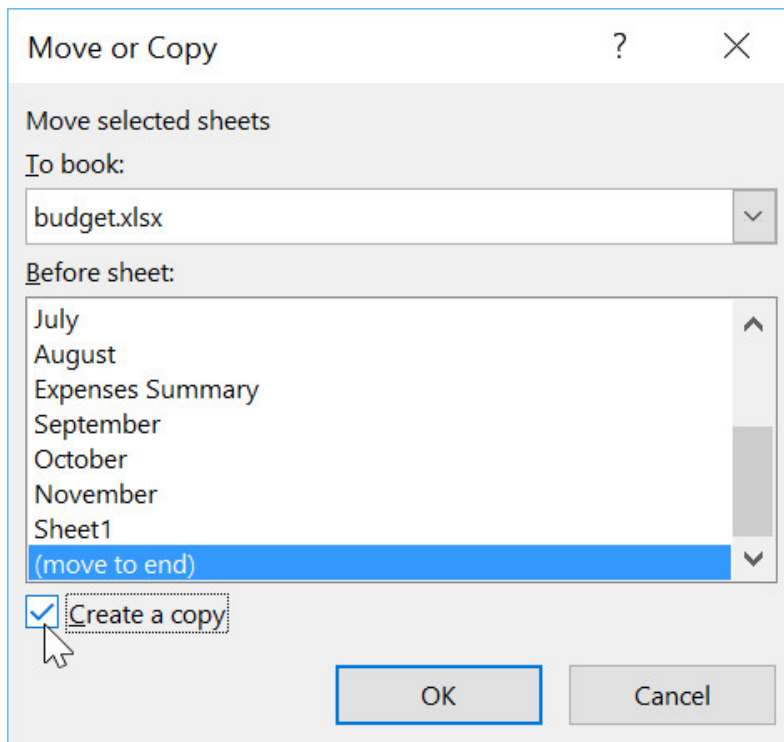 Move or Copy ?
Move selected sheets
To book:
budget.xlsx
Before sheet:
July
August
Expenses Summary
September
October
November
Sheet1
(move to end)
Create a copy
OK Cancel